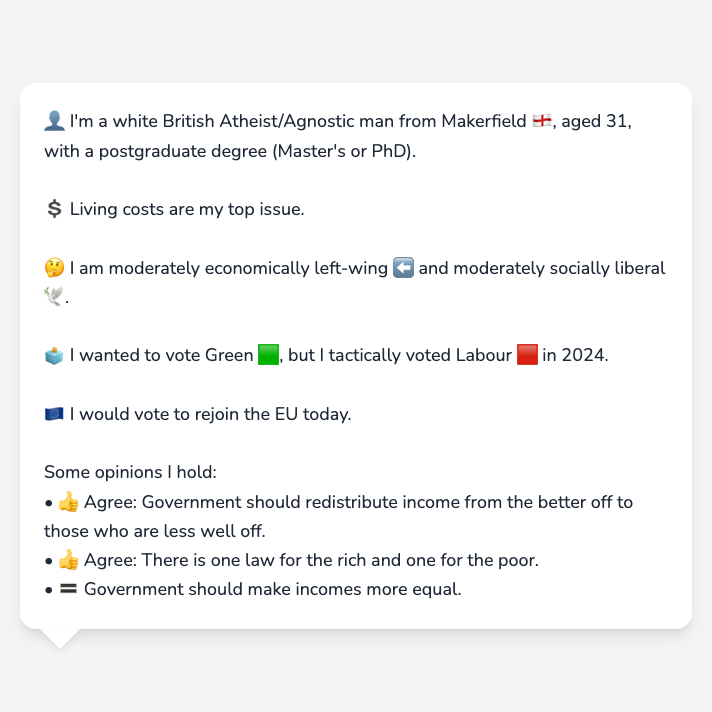 👤 I'm a white British Atheist/Agnostic man from Makerfield 🏴󠁧󠁢󠁥󠁮󠁧󠁿, aged 31,
with a postgraduate degree (Master's or PhD).
💲 Living costs are my top issue.
🤔 I am moderately economically left-wing ⬅️ and moderately socially liberal
🕊️.
🗳️ I wanted to vote Green 🟩, but I tactically voted Labour 🟥 in 2024.
🇪🇺 I would vote to rejoin the EU today.
Some opinions I hold:
• 👍 Agree: Government should redistribute income from the better off to
those who are less well off.
• 👍 Agree: There is one law for the rich and one for the poor.
• 🟰 Government should make incomes more equal.